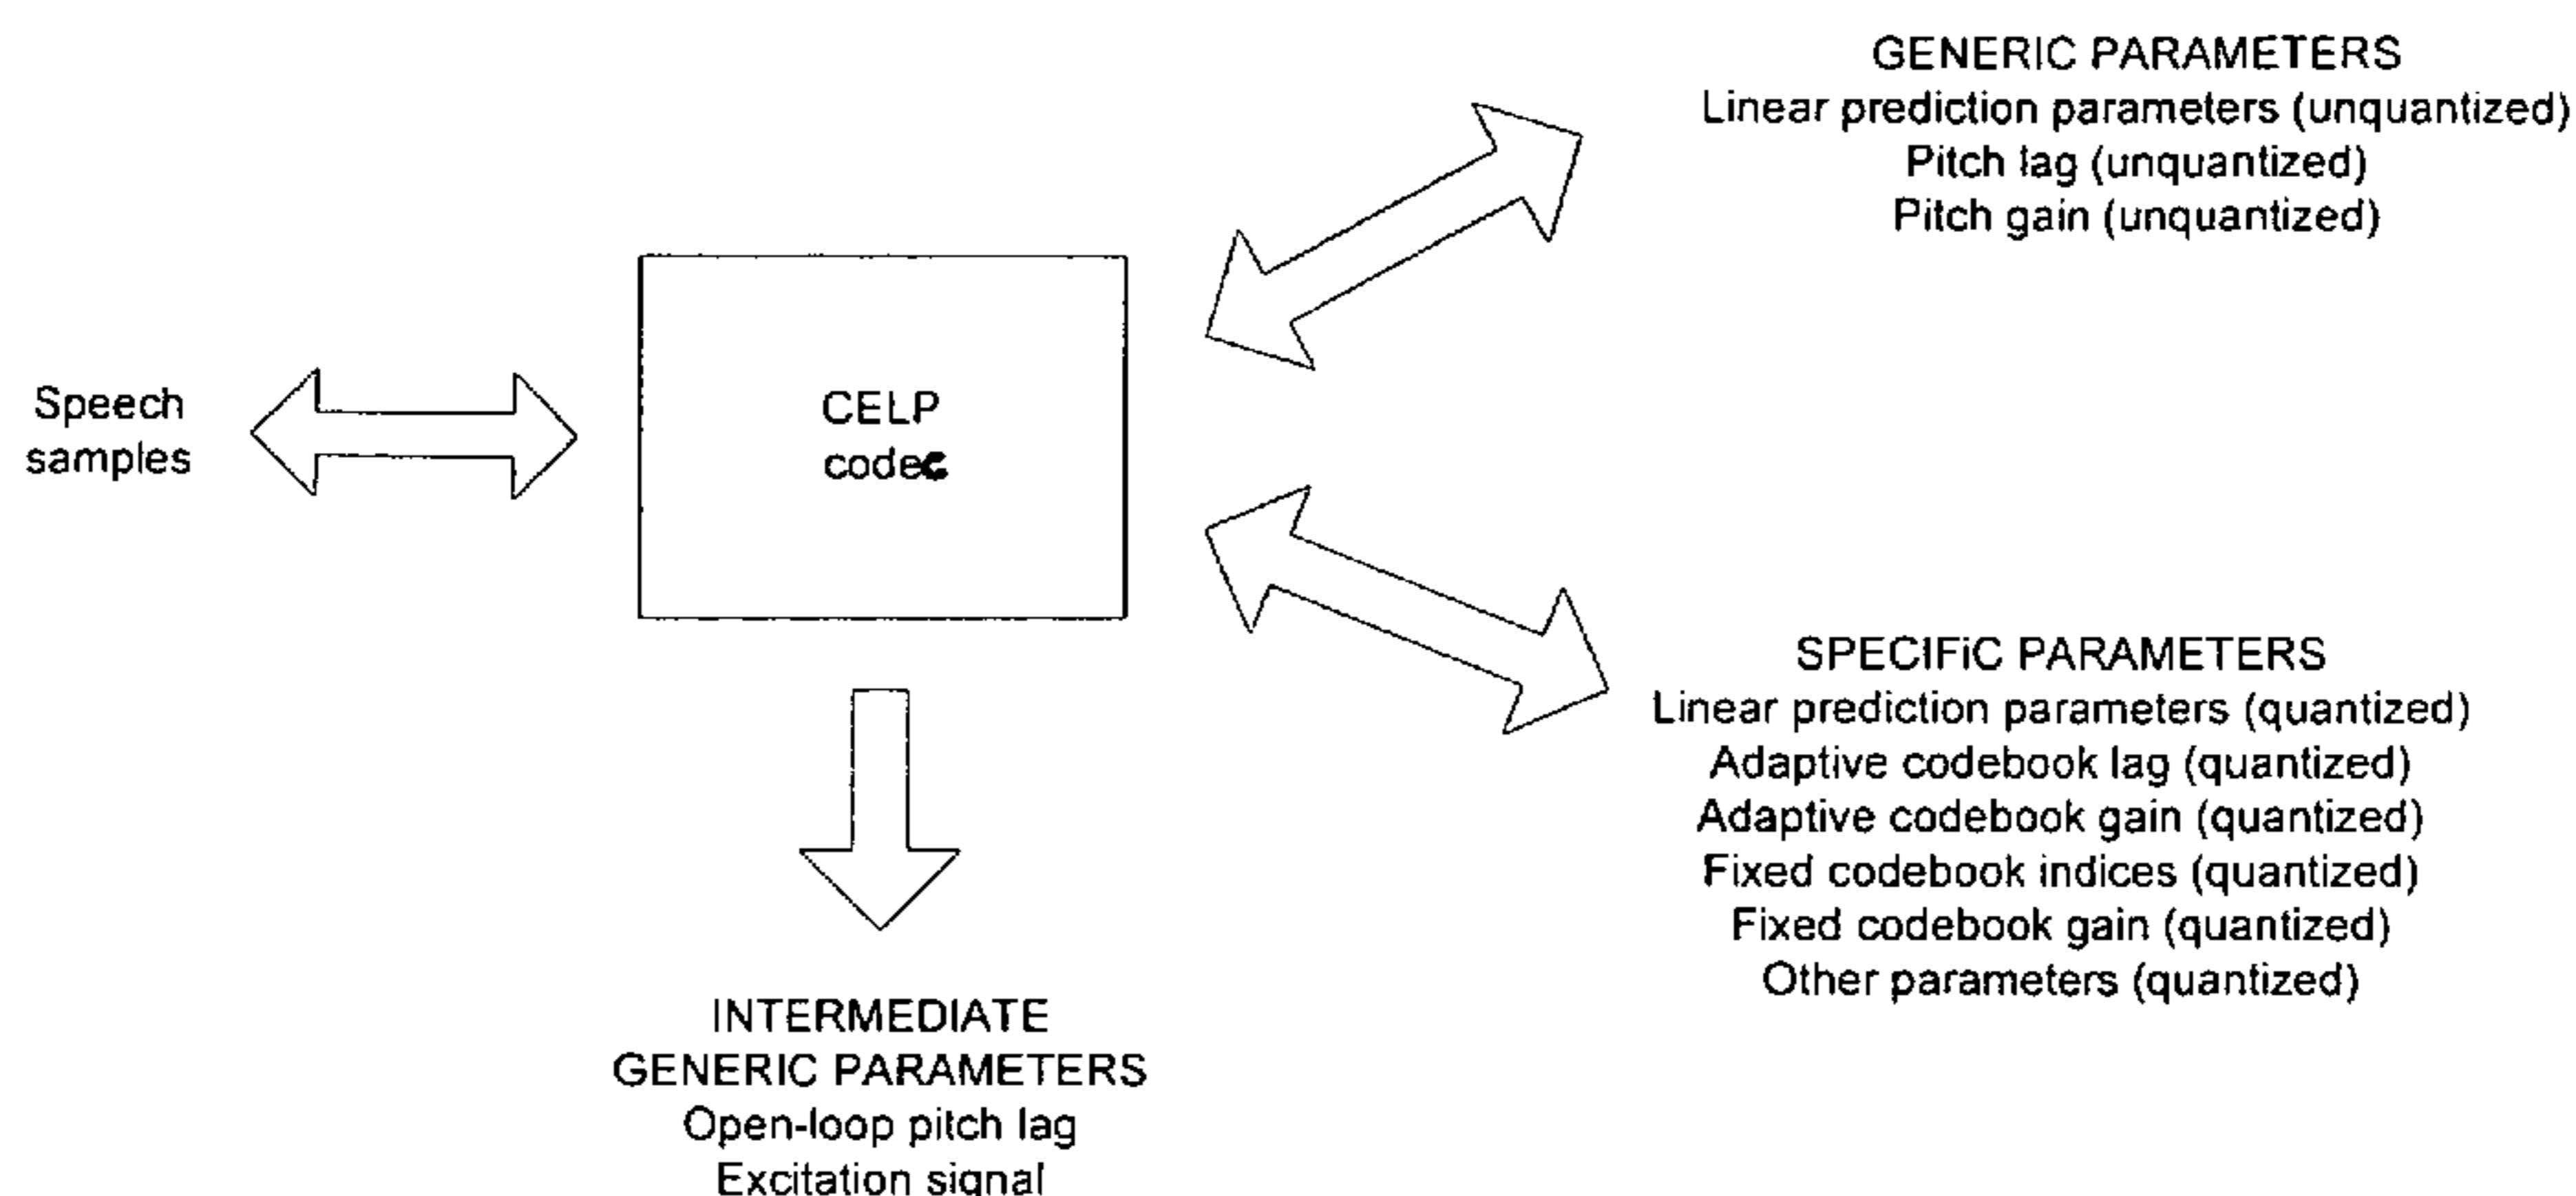 GENERIC PARAMETERS
Linear prediction parameters (unquantized)
Pitch lag (unquantized)
Pitch gain (unquantized)
Speech
samples
CELP
codec
SPECIFiC PARAMETERS
Linear prediction parameters (quantized)
Adaptive codebook lag (quantized)
Adaptive codebook gain (quantized)
Fixed codebook indices (quantized)
Fixed codebook gain (quantized)
Other parameters (quantized)
INTERMEDIATE
GENERIC PARAMETERS
Open-loop pitch lag
Excitation signal